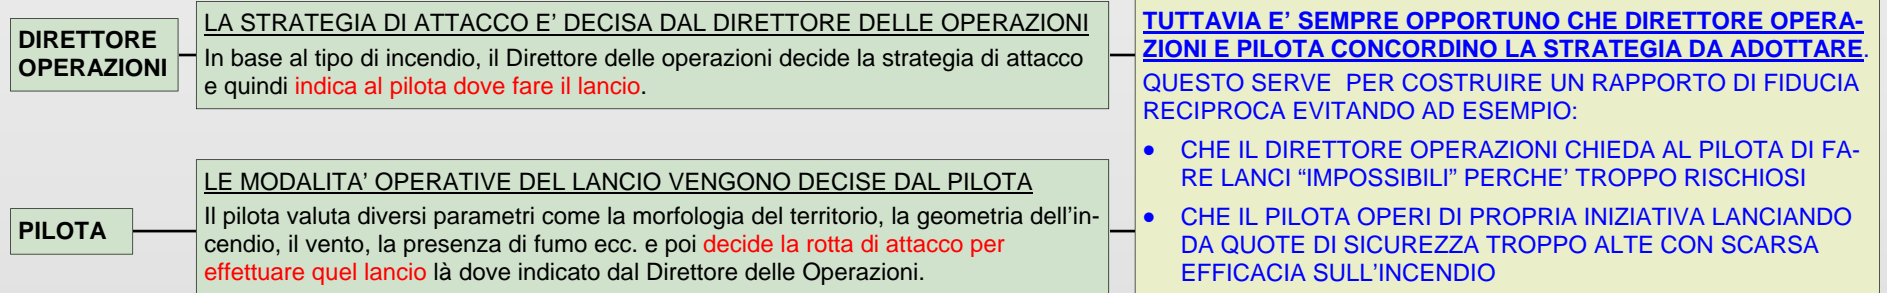 DIRETTORE
OPERAZIONI
LA STRATEGIA DI ATTACCO E’ DECISA DAL DIRETTORE DELLE OPERAZIONI
In base al tipo di incendio, il Direttore delle operazioni decide la strategia di attacco
e quindi indica al pilota dove fare il lancio.
PILOTA
LE MODALITA’ OPERATIVE DEL LANCIO VENGONO DECISE DAL PILOTA
Il pilota valuta diversi parametri come la morfologia del territorio, la geometria dell’in-
cendio, il vento, la presenza di fumo ecc. e poi decide la rotta di attacco per
effettuare quel lancio là dove indicato dal Direttore delle Operazioni.
TUTTAVIA E’ SEMPRE OPPORTUNO CHE DIRETTORE OPERA-
ZIONI E PILOTA CONCORDINO LA STRATEGIA DA ADOTTARE.
QUESTO SERVE PER COSTRUIRE UN RAPPORTO DI FIDUCIA
RECIPROCA EVITANDO AD ESEMPIO:
• CHE IL DIRETTORE OPERAZIONI CHIEDA AL PILOTA DI FA-
RE LANCI “IMPOSSIBILI” PERCHE’ TROPPO RISCHIOSI
• CHE IL PILOTA OPERI DI PROPRIA INIZIATIVA LANCIANDO
DA QUOTE DI SICUREZZA TROPPO ALTE CON SCARSA
EFFICACIA SULL’INCENDIO